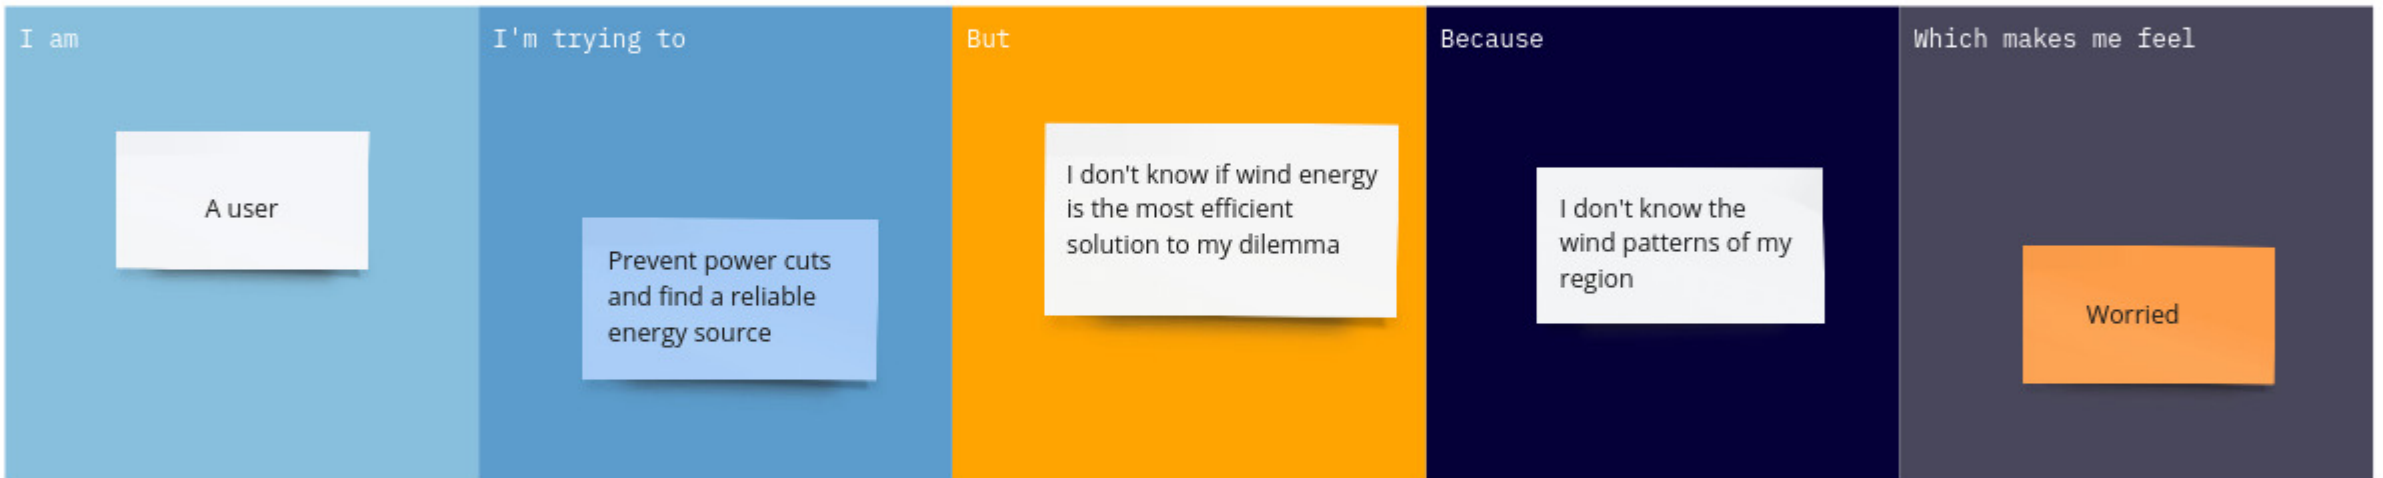 I am
A user
I'm trying to
Prevent power cuts
and find a reliable
energy source
But
I don't know if wind energy
is the most efficient
solution to my dilemma
Because
I don't know the
wind patterns of my
region
Which makes me feel
Worried